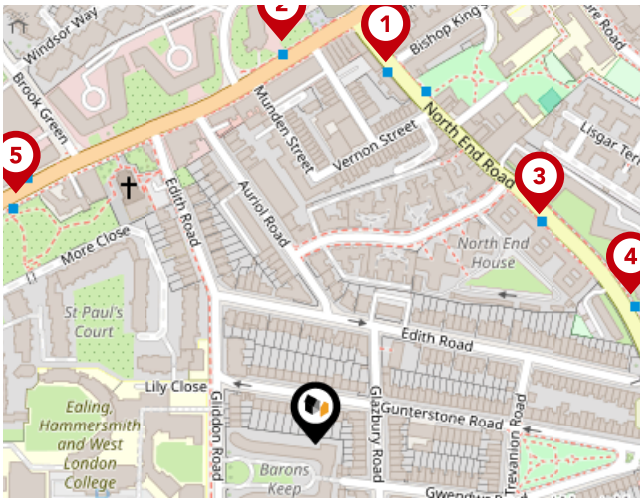 2
1
Windsor Way
Bishop King's
ore Road
Brook Green
Munden Street
North End Road
Vernon Street
Lisgar Terr
5
3
Edith Road
Auriol Road
More Close
North End
House
4
St Paul's
Court
Edith Road
Lily Close
Gliddon Road
Glazbury Road
Gunterstone Road
Trevanion Road
Ealing,
Hammersmith
and West
London
College
Barons
Keep
Gwendwr Road